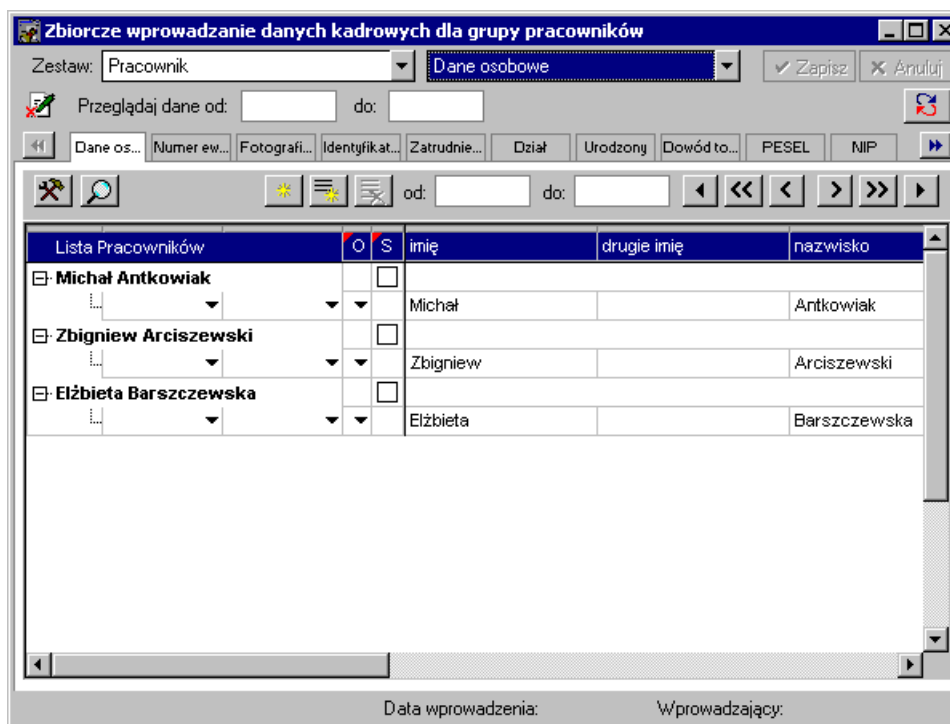 Zbiorcze wprowadzanie danych kadrowych dla grupy pracowników
Zestaw: Pracownik Dane osobowe Zapisz Anuluj
Przeglądaj dane od: do:
Dane os... Numer ew... Fotografi... Identyfikat... Zatrudnie... Dział Urodzony Dowód to... PESEL NIP
od: do:
Lista Pracowników O S imię drugie imię nazwisko
Michał Antkowiak
Michał Antkowiak
Zbigniew Arciszewski
Zbigniew Arciszewski
Elżbieta Barszczewska
Elżbieta Barszczewska
Data wprowadzenia: Wprowadzający: